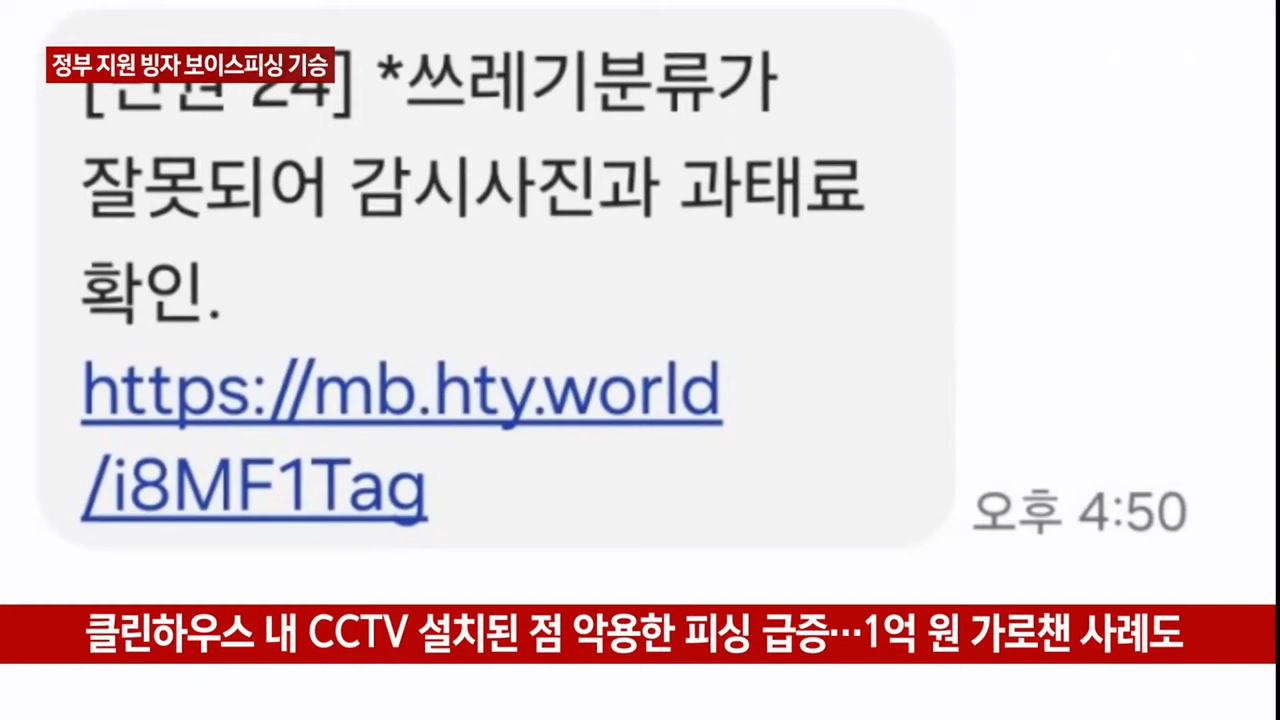 정부 지원 빙자 보이스피싱 기승
24] *쓰레기분류가
잘못되어 감시사진과 과태료
확인.
https://mb.hty.world
/i8MF1Tag
오후 4:50
클린하우스 내 CCTV 설치된 점 악용한 피싱 급증…1억 원 가로챈 사례도